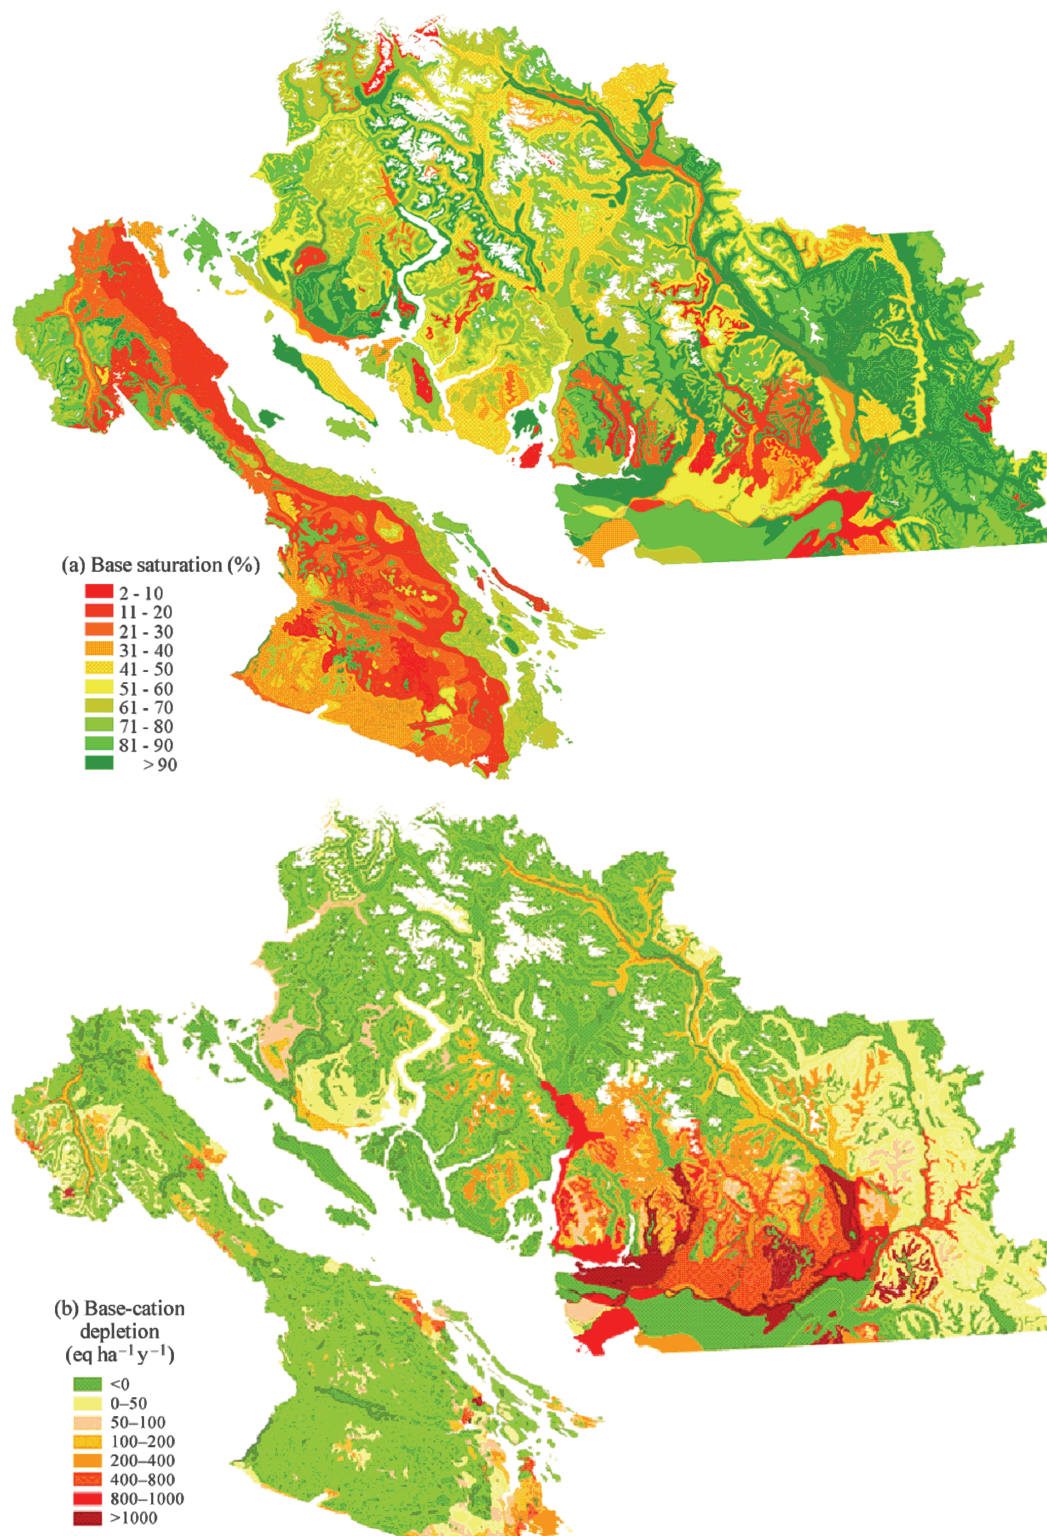 (a) Base saturation (%)
2 - 10
11 - 20
21 - 30
31 - 40
41 - 50
51 - 60
61 - 70
71 - 80
81 - 90
> 90
(b) Base-cation
depletion
(eq ha⁻¹ y⁻¹)
<0
0–50
50–100
100–200
200–400
400–800
800–1000
>1000